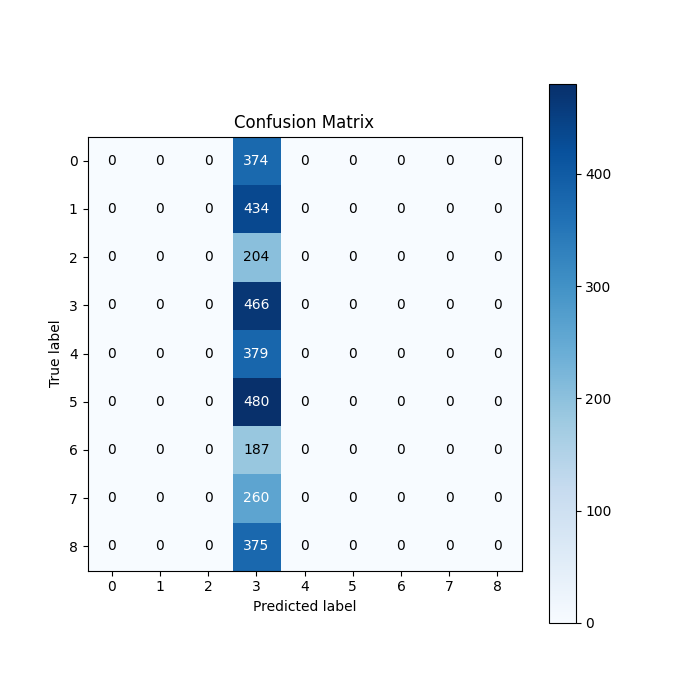 Confusion Matrix
0 0 0 0 374 0 0 0 0 0
1 0 0 0 434 0 0 0 0 0
2 0 0 0 204 0 0 0 0 0
3 0 0 0 466 0 0 0 0 0
4 0 0 0 379 0 0 0 0 0
5 0 0 0 480 0 0 0 0 0
6 0 0 0 187 0 0 0 0 0
7 0 0 0 260 0 0 0 0 0
8 0 0 0 375 0 0 0 0 0
0 1 2 3 4 5 6 7 8
Predicted label
True label
400
300
200
100
0